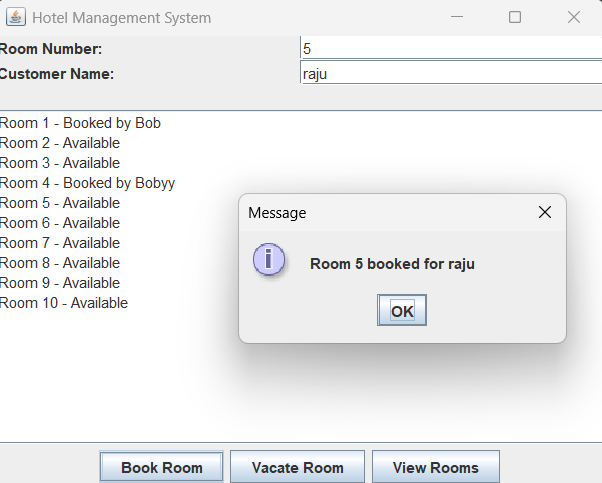 Hotel Management System
Room Number:
5
Customer Name:
raju
Room 1 - Booked by Bob
Room 2 - Available
Room 3 - Available
Room 4 - Booked by Bobyy
Room 5 - Available
Room 6 - Available
Room 7 - Available
Room 8 - Available
Room 9 - Available
Room 10 - Available
Message
Room 5 booked for raju
OK
Book Room
Vacate Room
View Rooms